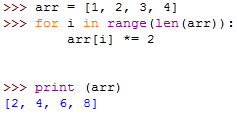 >>> arr = [1, 2, 3, 4]
>>> for i in range(len(arr)):
        arr[i] *= 2
>>> print (arr)
[2, 4, 6, 8]